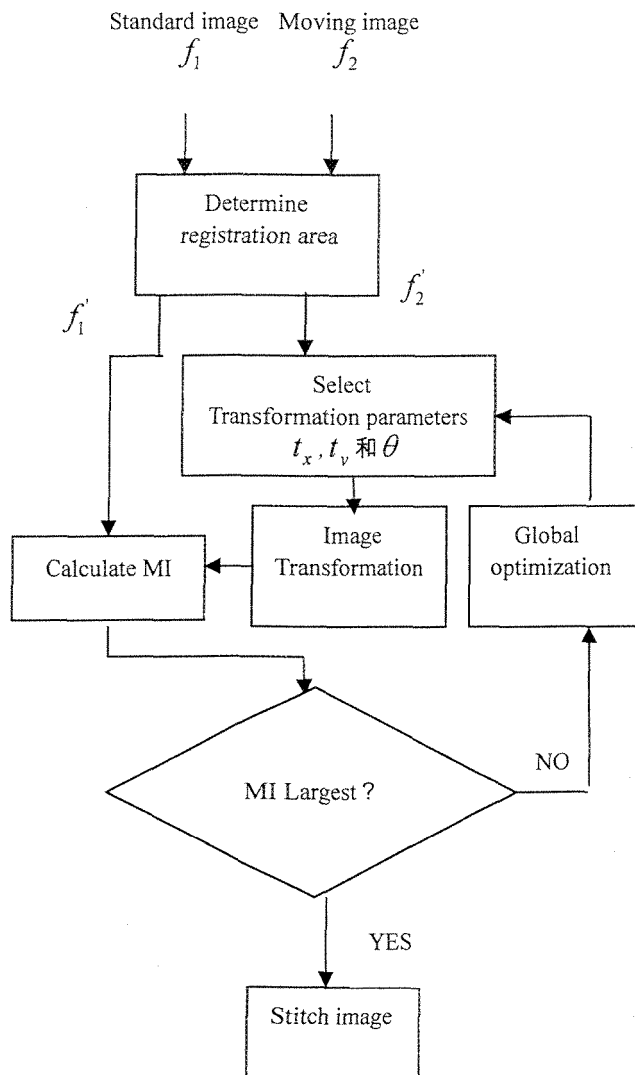 Standard image Moving image
f₁ f₂
Determine
registration area
f₁' f₂'
Select
Transformation parameters
tₓ , tᵥ 和 θ
Image
Transformation
Global
optimization
Calculate MI
MI Largest ?
NO
YES
Stitch image